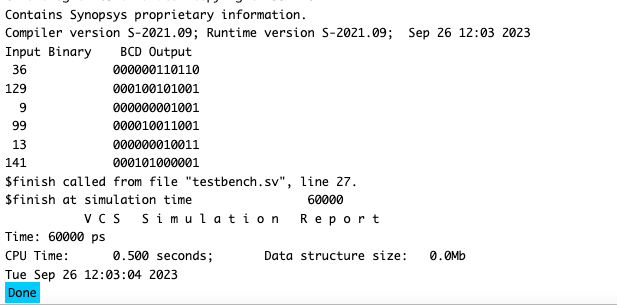 Contains Synopsys proprietary information.
Compiler version S-2021.09; Runtime version S-2021.09;  Sep 26 12:03 2023
Input Binary    BCD Output
 36            000000110110
129            000100101001
  9            000000001001
 99            000010011001
 13            000000010011
141            000101000001
$finish called from file "testbench.sv", line 27.
$finish at simulation time                60000
           V C S   S i m u l a t i o n   R e p o r t
Time: 60000 ps
CPU Time:      0.500 seconds;       Data structure size:   0.0Mb
Tue Sep 26 12:03:04 2023
Done